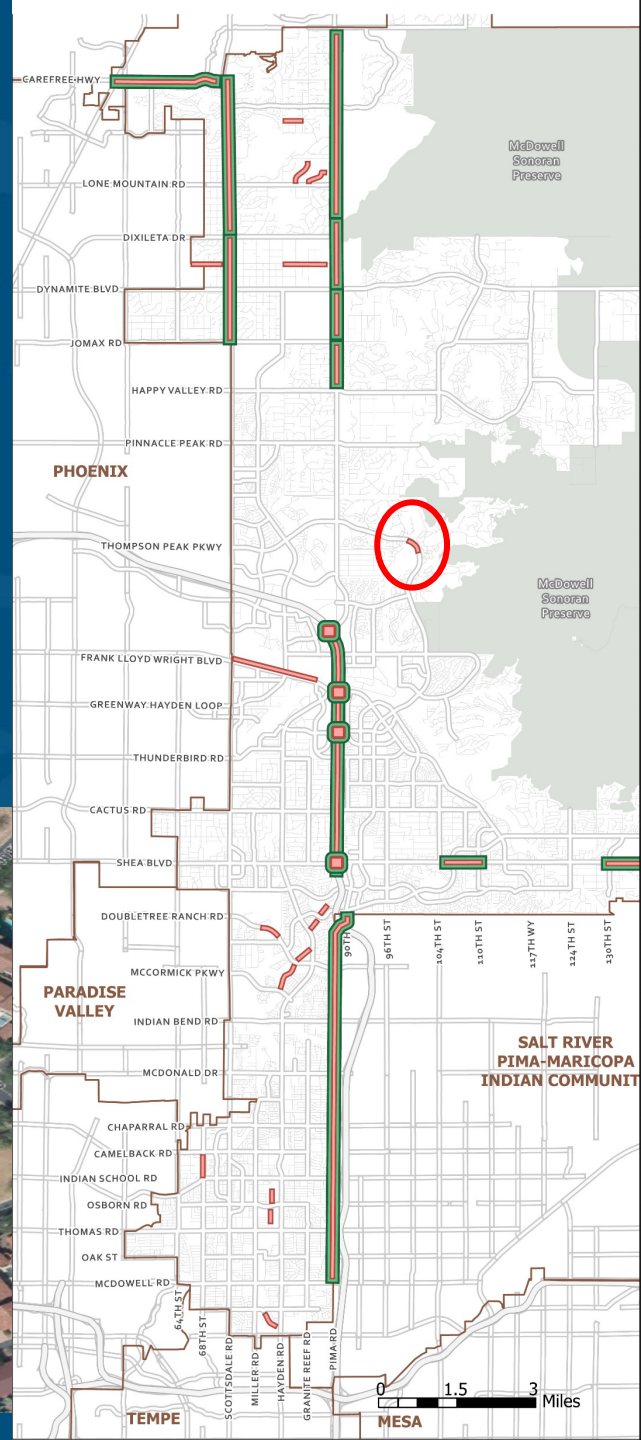 CAREFREE HWY
McDowell
Sonoran
Preserve
LONE MOUNTAIN RD
DIXILETA DR
DYNAMITE BLVD
JOMAX RD
HAPPY VALLEY RD
PINNACLE PEAK RD
PHOENIX
THOMPSON PEAK PKWY
McDowell
Sonoran
Preserve
FRANK LLOYD WRIGHT BLVD
GREENWAY HAYDEN LOOP
THUNDERBIRD RD
CACTUS RD
SHEA BLVD
DOUBLETREE RANCH RD
90TH
96TH ST
104TH ST
110TH ST
117TH WY
124TH ST
130TH ST
MCCORMICK PKWY
PARADISE
VALLEY
INDIAN BEND RD
SALT RIVER
PIMA-MARICOPA
INDIAN COMMUNIT
MCDONALD DR
CHAPARRAL RD
CAMELBACK RD
INDIAN SCHOOL RD
OSBORN RD
THOMAS RD
OAK ST
MCDOWELL RD
64TH ST
68TH ST
SCOTTSDALE RD
MILLER RD
HAYDEN RD
GRANITE REEF RD
PIMA RD
0 1.5 3
Miles
TEMPE
MESA